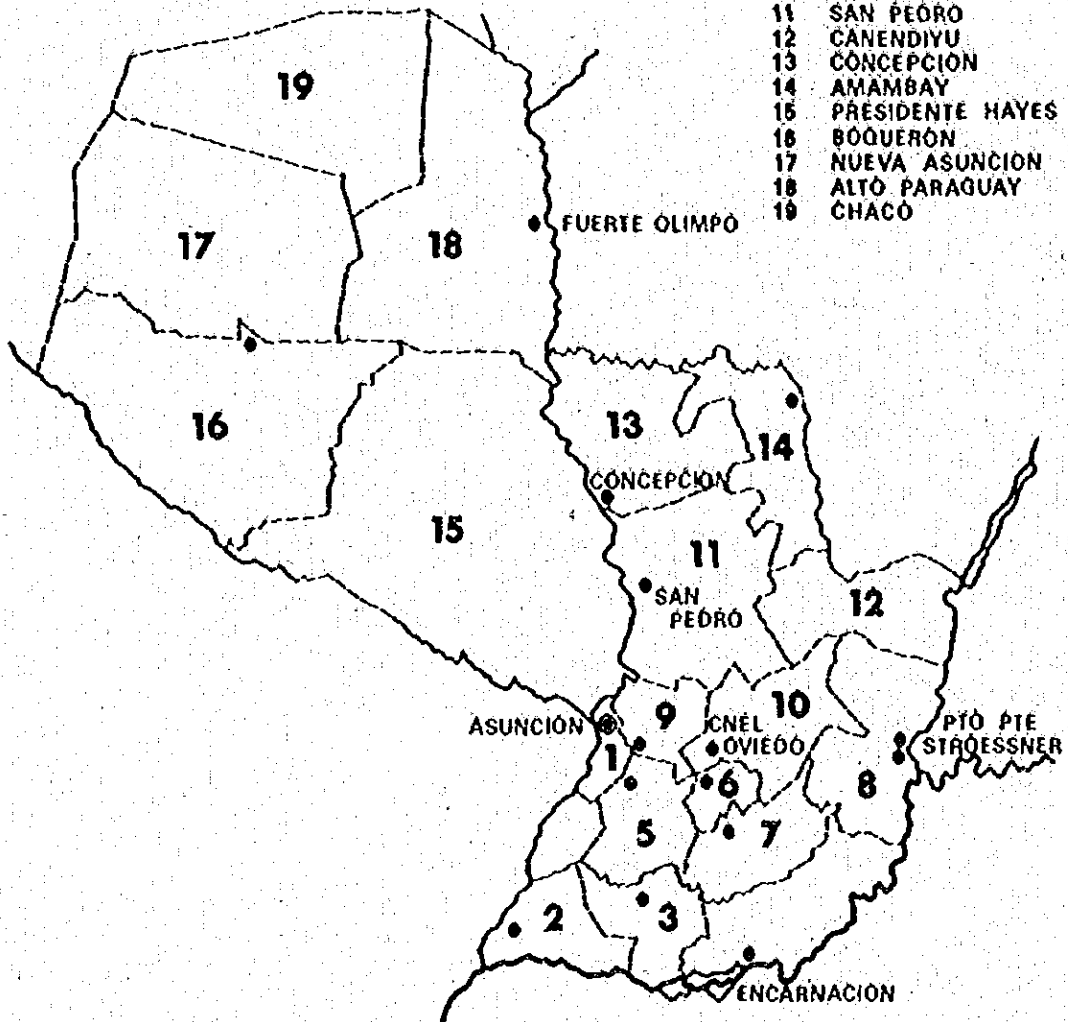 11 SAN PEDRO
12 CANENDIYU
13 CONCEPCION
14 AMAMBAY
15 PRESIDENTE HAYES
16 BOQUERON
17 NUEVA ASUNCION
18 ALTO PARAGUAY
19 CHACO
19
17
18
FUERTE OLIMPO
16
13
14
CONCEPCION
15
11
SAN
PEDRO
12
ASUNCIÓN
9
10
CNEL
OVIEDO
PTO PTE
STROESSNER
1
6
8
5
7
2
3
ENCARNACION